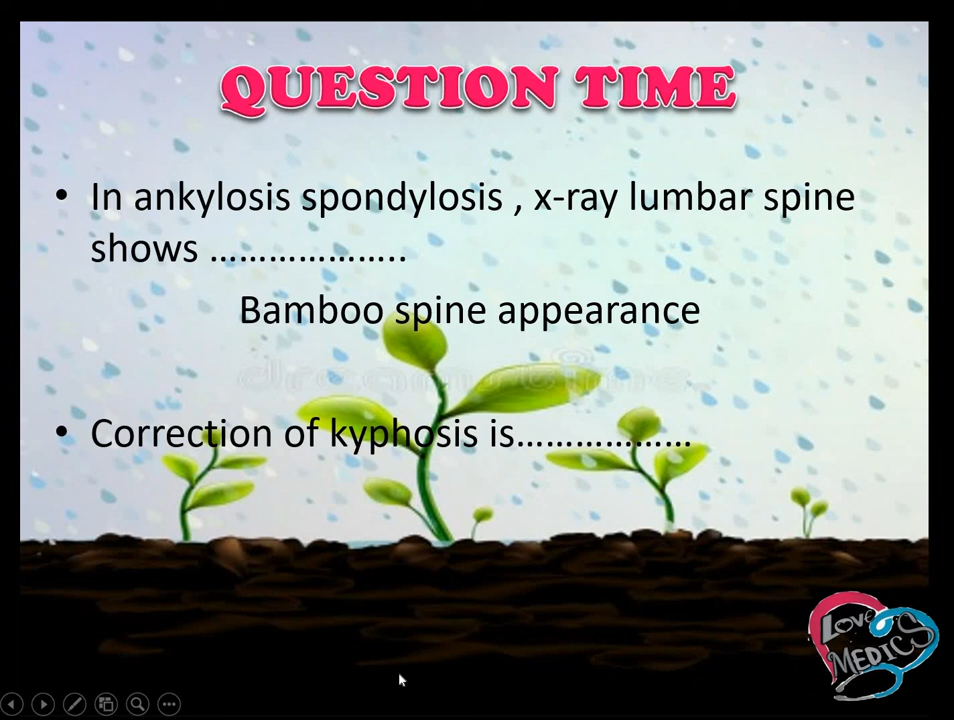 QUESTION TIME
• In ankylosis spondylosis , x-ray lumbar spine
shows ………………..
Bamboo spine appearance
• Correction of kyphosis is………………
LOVE
MEDICS